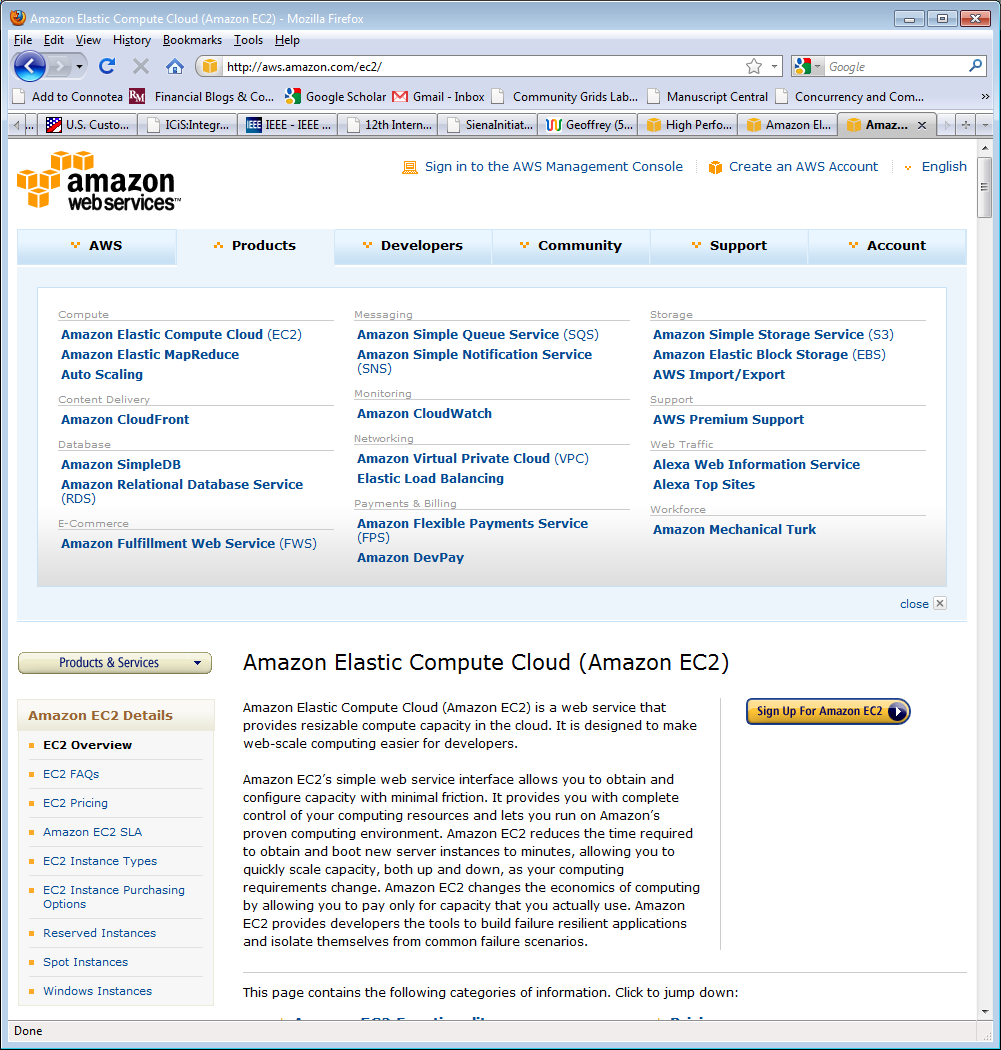 Amazon Elastic Compute Cloud (Amazon EC2) - Mozilla Firefox
File Edit View History Bookmarks Tools Help
http://aws.amazon.com/ec2/
Google
Add to Connotea
RM Financial Blogs & Co...
Google Scholar
Gmail - Inbox
Community Grids Lab...
Manuscript Central
Concurrency and Com...
»
...
U.S. Custo...
ICiS:Integr...
IEEE IEEE - IEEE ...
12th Intern...
SienaInitiat...
Geoffrey (5...
High Perfo...
Amazon El...
Amaz...
amazon
web services™
Sign in to the AWS Management Console
Create an AWS Account
English
AWS
Products
Developers
Community
Support
Account
Compute
Amazon Elastic Compute Cloud (EC2)
Amazon Elastic MapReduce
Auto Scaling
Content Delivery
Amazon CloudFront
Database
Amazon SimpleDB
Amazon Relational Database Service
(RDS)
E-Commerce
Amazon Fulfillment Web Service (FWS)
Messaging
Amazon Simple Queue Service (SQS)
Amazon Simple Notification Service
(SNS)
Monitoring
Amazon CloudWatch
Networking
Amazon Virtual Private Cloud (VPC)
Elastic Load Balancing
Payments & Billing
Amazon Flexible Payments Service
(FPS)
Amazon DevPay
Storage
Amazon Simple Storage Service (S3)
Amazon Elastic Block Storage (EBS)
AWS Import/Export
Support
AWS Premium Support
Web Traffic
Alexa Web Information Service
Alexa Top Sites
Workforce
Amazon Mechanical Turk
close
Products & Services
Amazon EC2 Details
EC2 Overview
EC2 FAQs
EC2 Pricing
Amazon EC2 SLA
EC2 Instance Types
EC2 Instance Purchasing
Options
Reserved Instances
Spot Instances
Windows Instances
Amazon Elastic Compute Cloud (Amazon EC2)
Amazon Elastic Compute Cloud (Amazon EC2) is a web service that
provides resizable compute capacity in the cloud. It is designed to make
web-scale computing easier for developers.
Amazon EC2's simple web service interface allows you to obtain and
configure capacity with minimal friction. It provides you with complete
control of your computing resources and lets you run on Amazon's
proven computing environment. Amazon EC2 reduces the time required
to obtain and boot new server instances to minutes, allowing you to
quickly scale capacity, both up and down, as your computing
requirements change. Amazon EC2 changes the economics of computing
by allowing you to pay only for capacity that you actually use. Amazon
EC2 provides developers the tools to build failure resilient applications
and isolate themselves from common failure scenarios.
Sign Up For Amazon EC2
This page contains the following categories of information. Click to jump down:
Done